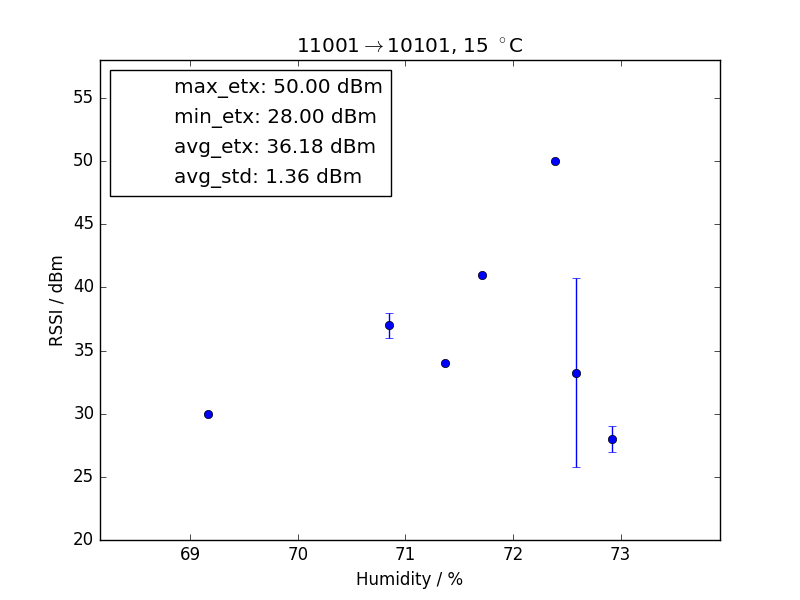 11001→10101, 15 °C
max_etx: 50.00 dBm
min_etx: 28.00 dBm
avg_etx: 36.18 dBm
avg_std: 1.36 dBm
RSSI / dBm
55
50
45
40
35
30
25
20
69 70 71 72 73
Humidity / %